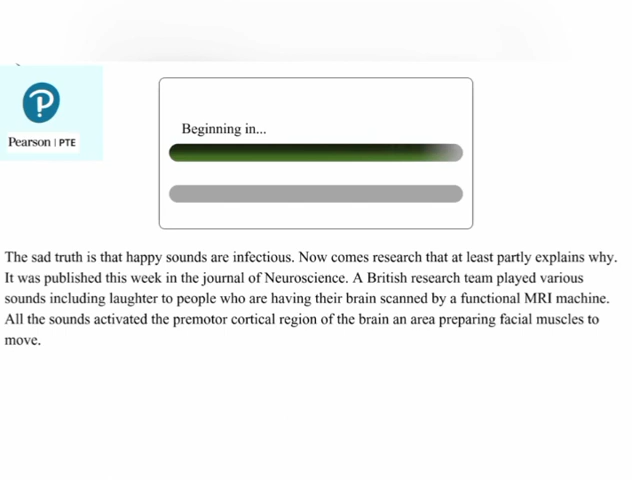 Pearson | PTE
Beginning in...
The sad truth is that happy sounds are infectious. Now comes research that at least partly explains why.
It was published this week in the journal of Neuroscience. A British research team played various
sounds including laughter to people who are having their brain scanned by a functional MRI machine.
All the sounds activated the premotor cortical region of the brain an area preparing facial muscles to
move.